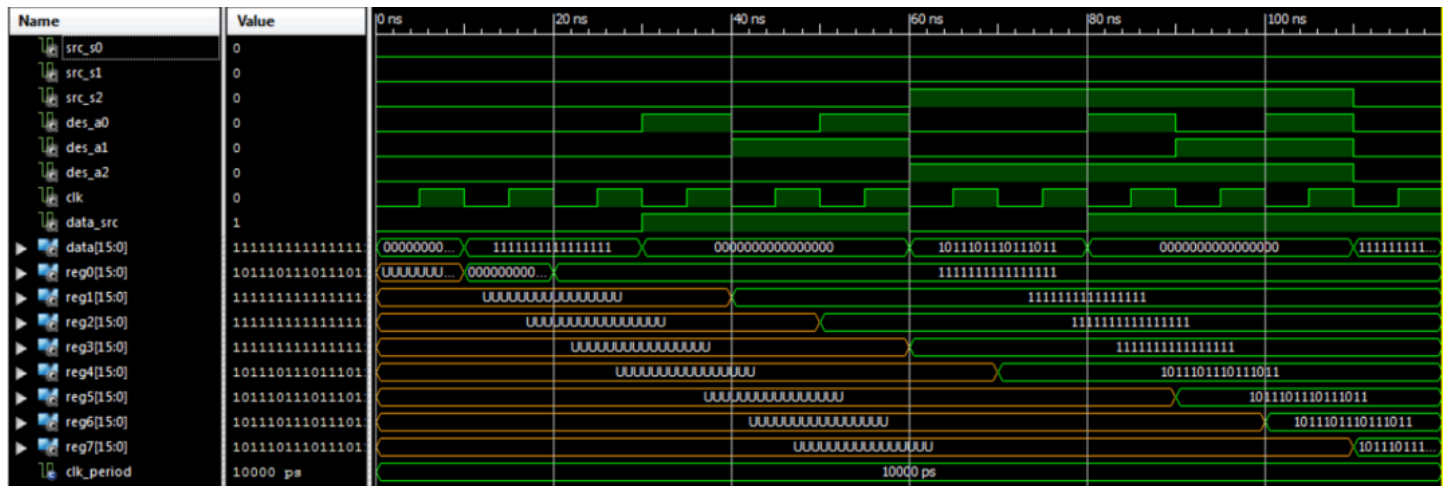 Name Value 0 ns 20 ns 40 ns 60 ns 80 ns 100 ns
src_s0 0
src_s1 0
src_s2 0
des_a0 0
des_a1 0
des_a2 0
clk 0
data_src 1
data[15:0] 1111111111111111 00000000... 1111111111111111 0000000000000000 1011101110111011 0000000000000000 111111111...
reg0[15:0] 101110111011101: UUUUUUU... 000000000... 1111111111111111
reg1[15:0] 111111111111111: UUUUUUUUUUUUUUUU 1111111111111111
reg2[15:0] 111111111111111: UUUUUUUUUUUUUUUU 1111111111111111
reg3[15:0] 111111111111111: UUUUUUUUUUUUUUUU 1111111111111111
reg4[15:0] 101110111011101: UUUUUUUUUUUUUUUU 1011101110111011
reg5[15:0] 101110111011101: UUUUUUUUUUUUUUUU 1011101110111011
reg6[15:0] 101110111011101: UUUUUUUUUUUUUUUU 1011101110111011
reg7[15:0] 101110111011101: UUUUUUUUUUUUUUUU 101110111...
clk_period 10000 ps 10000 ps